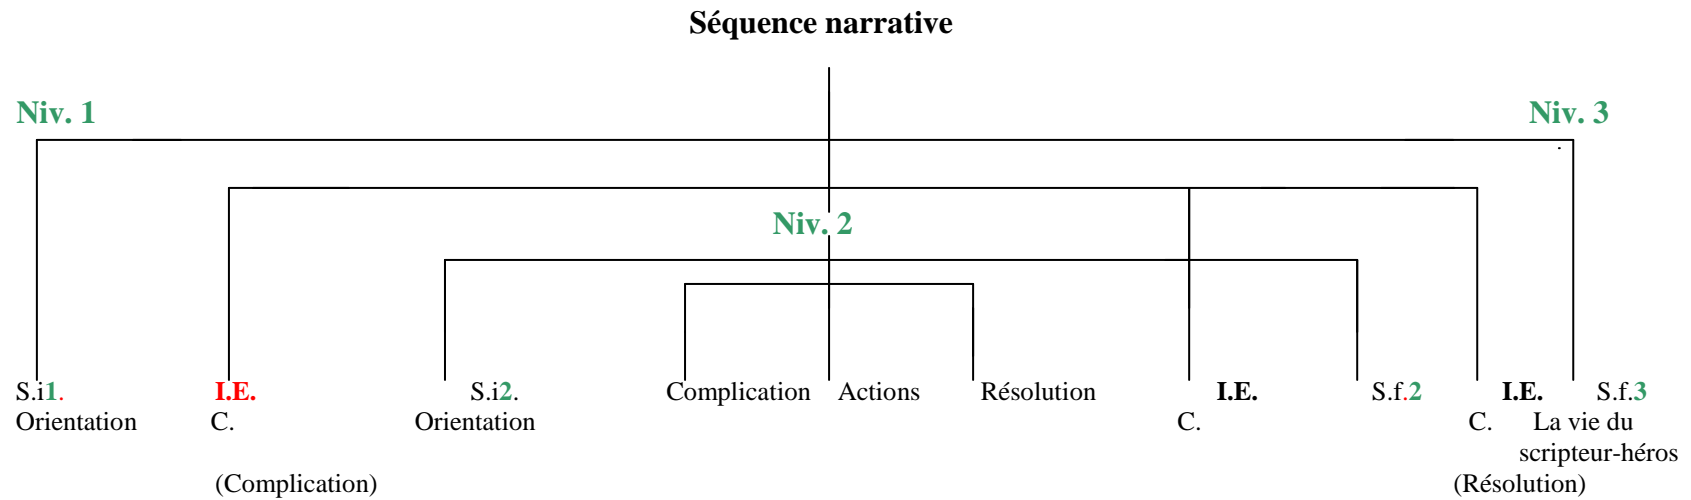 Séquence narrative
Niv. 1 Niv. 3
Niv. 2
S.i1. I.E. S.i2. Complication Actions Résolution I.E. S.f.2 I.E. S.f.3
Orientation C. Orientation C. C. La vie du
scripteur-héros
(Complication) (Résolution)